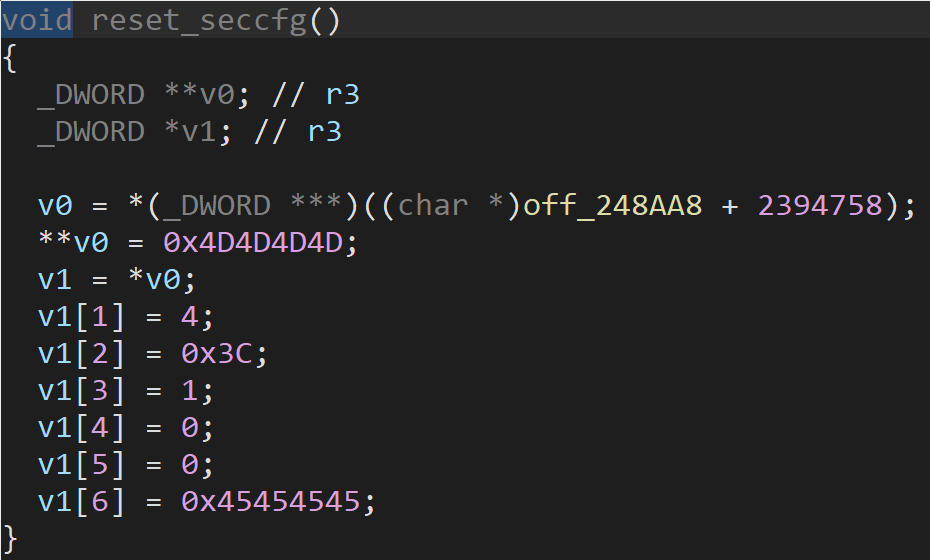 void reset_seccfg()
{
  _DWORD **v0; // r3
  _DWORD *v1; // r3

  v0 = *(_DWORD ***)((char *)off_248AA8 + 2394758);
  **v0 = 0x4D4D4D4D;
  v1 = *v0;
  v1[1] = 4;
  v1[2] = 0x3C;
  v1[3] = 1;
  v1[4] = 0;
  v1[5] = 0;
  v1[6] = 0x45454545;
}